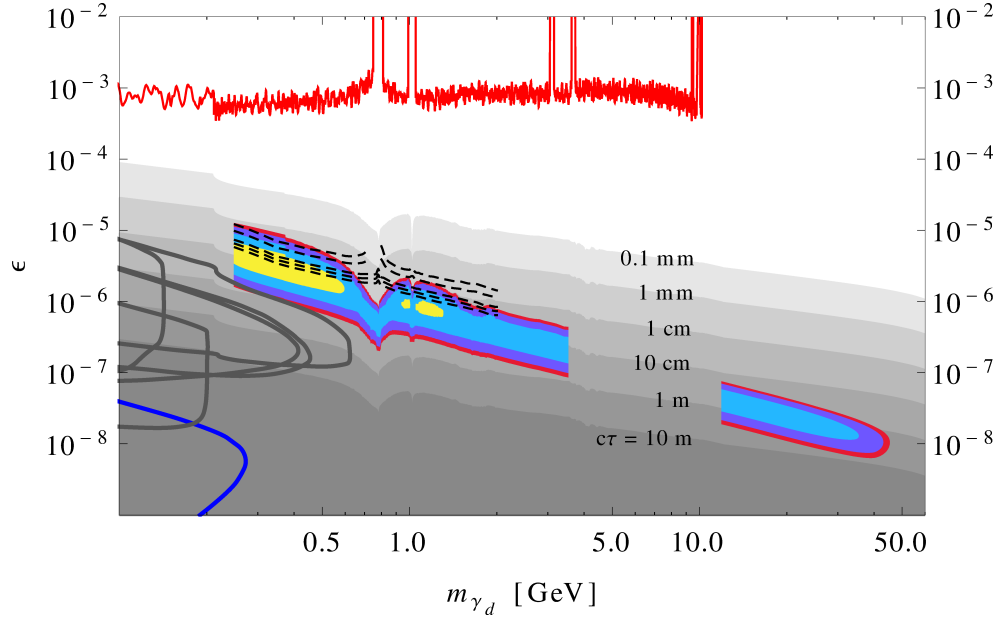 10⁻² 10⁻²
10⁻³ 10⁻³
10⁻⁴ 10⁻⁴
10⁻⁵ 10⁻⁵
0.1 mm
ϵ
1 mm
10⁻⁶ 10⁻⁶
1 cm
10 cm
10⁻⁷ 10⁻⁷
1 m
cτ = 10 m
10⁻⁸ 10⁻⁸
0.5 1.0 5.0 10.0 50.0
m_{γ_d} [GeV]